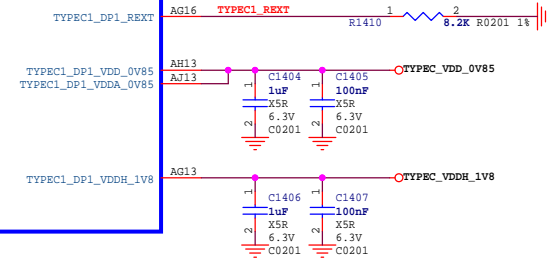 TYPEC1_DP1_REXT AG16 TYPEC1_REXT 1 2
R1410 8.2K R0201 1%
TYPEC1_DP1_VDD_0V85 AH13 TYPEC_VDD_0V85
TYPEC1_DP1_VDDA_0V85 AJ13
C1404 C1405
1 1uF 1 100nF
X5R X5R
2 6.3V 2 6.3V
C0201 C0201
TYPEC1_DP1_VDDH_1V8 AG13 TYPEC_VDDH_1V8
C1406 C1407
1 1uF 1 100nF
X5R X5R
2 6.3V 2 6.3V
C0201 C0201